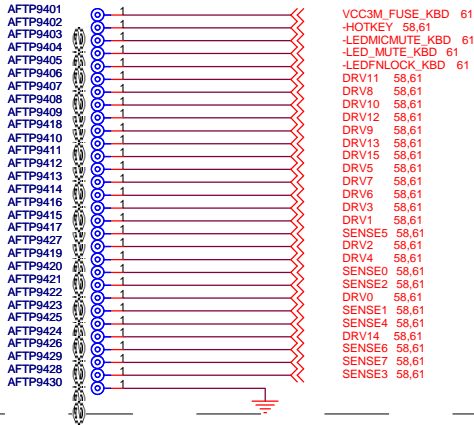 AFTP9401 1 VCC3M_FUSE_KBD 61
AFTP9402 1 -HOTKEY 58,61
AFTP9403 1 -LEDMICMUTE_KBD 61
AFTP9404 1 -LED_MUTE_KBD 61
AFTP9405 1 -LEDFNLOCK_KBD 61
AFTP9406 1 DRV11 58,61
AFTP9407 1 DRV8 58,61
AFTP9408 1 DRV10 58,61
AFTP9409 1 DRV12 58,61
AFTP9418 1 DRV9 58,61
AFTP9410 1 DRV13 58,61
AFTP9411 1 DRV15 58,61
AFTP9412 1 DRV5 58,61
AFTP9413 1 DRV7 58,61
AFTP9414 1 DRV6 58,61
AFTP9416 1 DRV3 58,61
AFTP9415 1 DRV1 58,61
AFTP9417 1 SENSE5 58,61
AFTP9427 1 DRV2 58,61
AFTP9419 1 DRV4 58,61
AFTP9420 1 SENSE0 58,61
AFTP9421 1 SENSE2 58,61
AFTP9422 1 DRV0 58,61
AFTP9423 1 SENSE1 58,61
AFTP9425 1 SENSE4 58,61
AFTP9424 1 DRV14 58,61
AFTP9426 1 SENSE6 58,61
AFTP9429 1 SENSE7 58,61
AFTP9428 1 SENSE3 58,61
AFTP9430 1